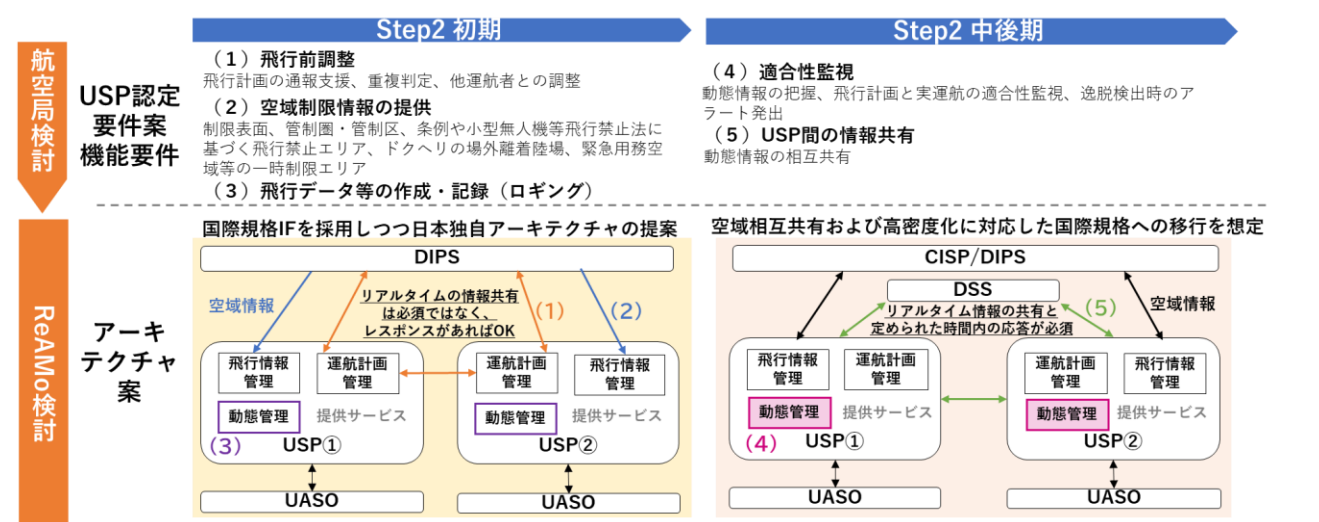 Step2 初期
Step2 中後期
航空局検討
USP認定
要件案
機能要件
（1）飛行前調整
飛行計画の通報支援、重複判定、他運航者との調整
（2）空域制限情報の提供
制限表面、管制圏・管制区、条例や小型無人機等飛行禁止法に
基づく飛行禁止エリア、ドクヘリの場外離着陸場、緊急用務空
域等の一時制限エリア
（3）飛行データ等の作成・記録（ロギング）
（4）適合性監視
動態情報の把握、飛行計画と実運航の適合性監視、逸脱検出時のア
ラート発出
（5）USP間の情報共有
動態情報の相互共有
ReAMo検討
アーキ
テクチャ
案
国際規格IFを採用しつつ日本独自アーキテクチャの提案
DIPS
空域情報
リアルタイムの情報共有
は必須ではなく、
レスポンスがあればOK
（1）
（2）
飛行情報
管理
運航計画
管理
動態管理
提供サービス
（3）
USP①
運航計画
管理
飛行情報
管理
動態管理
提供サービス
USP②
UASO
UASO
空域相互共有および高密度化に対応した国際規格への移行を想定
CISP/DIPS
DSS
リアルタイム情報の共有と
定められた時間内の応答が必須
（5）
空域情報
飛行情報
管理
運航計画
管理
動態管理
提供サービス
（4）
USP①
運航計画
管理
飛行情報
管理
動態管理
提供サービス
USP②
UASO
UASO